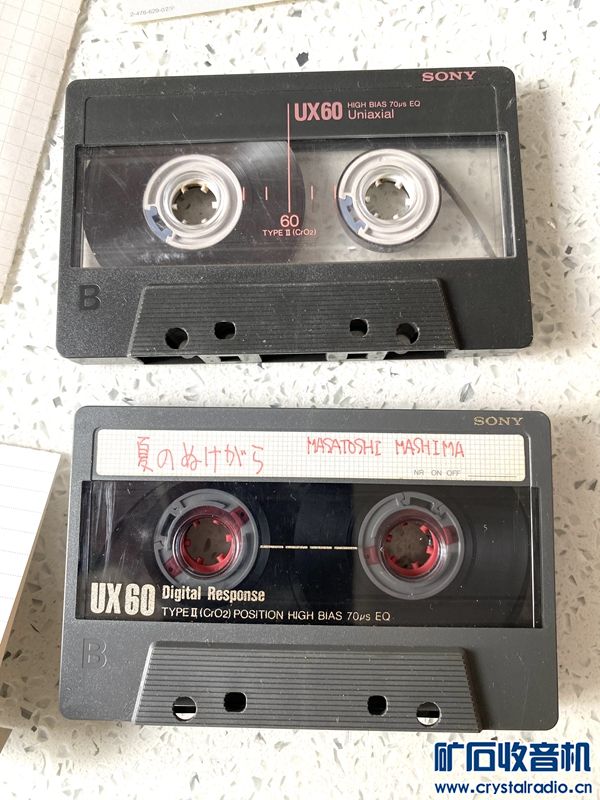 2-476-629-02
SONY
UX60 HIGH BIAS 70µs EQ
Uniaxial
60
TYPE II (CrO2)
B
SONY
夏のぬけがら MASATOSHI MASHIMA
NR ON OFF
UX60 Digital Response
TYPE II (CrO2) POSITION HIGH BIAS 70µs EQ
B
矿石收音机
www.crystalradio.cn